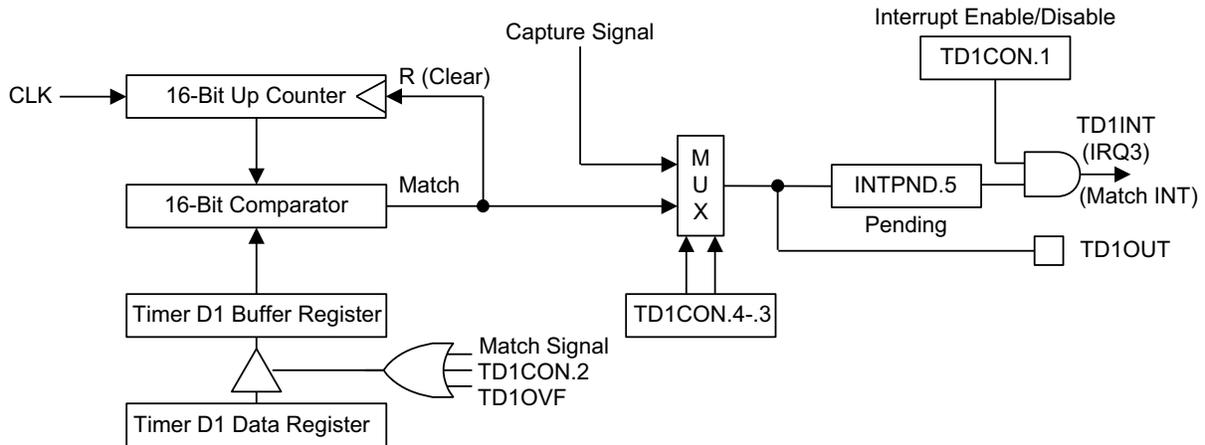 Interrupt Enable/Disable
Capture Signal
TD1CON.1
R (Clear)
CLK
16-Bit Up Counter
TD1INT
(IRQ3)
(Match INT)
M
U
X
Match
16-Bit Comparator
INTPND.5
Pending
TD1OUT
Timer D1 Buffer Register
TD1CON.4-.3
Match Signal
TD1CON.2
TD1OVF
Timer D1 Data Register